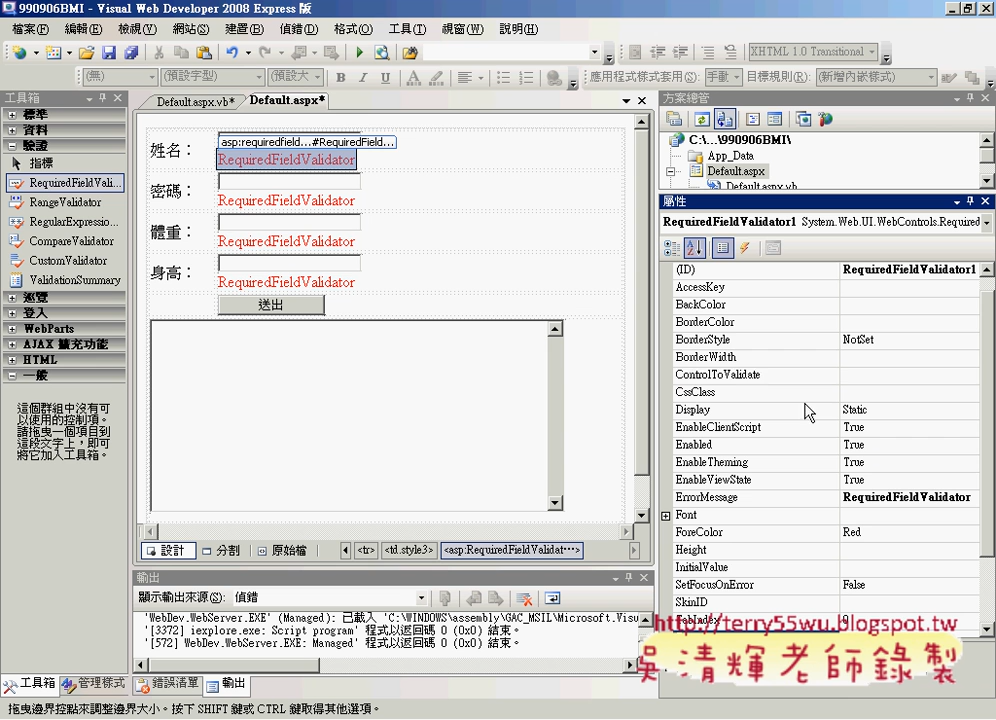 990906BMI - Visual Web Developer 2008 Express 版
檔案(F) 編輯(E) 檢視(V) 網站(S) 建置(B) 偵錯(D) 格式(O) 工具(T) 視窗(W) 說明(H)
XHTML 1.0 Transitional
(無) (預設字型) (預設大 B I U A 應用程式樣式套用(S): 手動 目標規則(R): (新增內嵌樣式)
工具箱
標準
資料
驗證
指標
RequiredFieldVali...
RangeValidator
RegularExpressio...
CompareValidator
CustomValidator
ValidationSummary
巡覽
登入
WebParts
AJAX 擴充功能
HTML
一般
這個群組中沒有可
以使用的控制項。
請拖曳一個項目到
這段文字上，即可
將它加入工具箱。
Default.aspx.vb* Default.aspx*
asp:requiredfield...#RequiredField...
姓名：
RequiredFieldValidator
密碼：
RequiredFieldValidator
體重：
RequiredFieldValidator
身高：
RequiredFieldValidator
送出
設計 分割 原始檔 <tr> <td.style3> <asp:RequiredFieldValidat...>
輸出
顯示輸出來源(S): 偵錯
'WebDev.WebServer.EXE' (Managed): 已載入 'C:\WINDOWS\assembly\GAC_MSIL\Microsoft.Visu
'[3372] iexplore.exe: Script program' 程式以返回碼 0 (0x0) 結束。
'[572] WebDev.WebServer.EXE: Managed' 程式以返回碼 0 (0x0) 結束。
工具箱 管理樣式 錯誤清單 輸出
拖曳邊界控點來調整邊界大小。按下 SHIFT 鍵或 CTRL 鍵取得其他選項。
方案總管
C:\...\990906BMI\
App_Data
Default.aspx
Default.aspx.vb
屬性
RequiredFieldValidator1 System.Web.UI.WebControls.Required
(ID) RequiredFieldValidator1
AccessKey
BackColor
BorderColor
BorderStyle NotSet
BorderWidth
ControlToValidate
CssClass
Display Static
EnableClientScript True
Enabled True
EnableTheming True
EnableViewState True
ErrorMessage RequiredFieldValidator
Font
ForeColor Red
Height
InitialValue
SetFocusOnError False
SkinID
TabIndex 0
http://terry55wu.blogspot.tw
吳清輝老師錄製